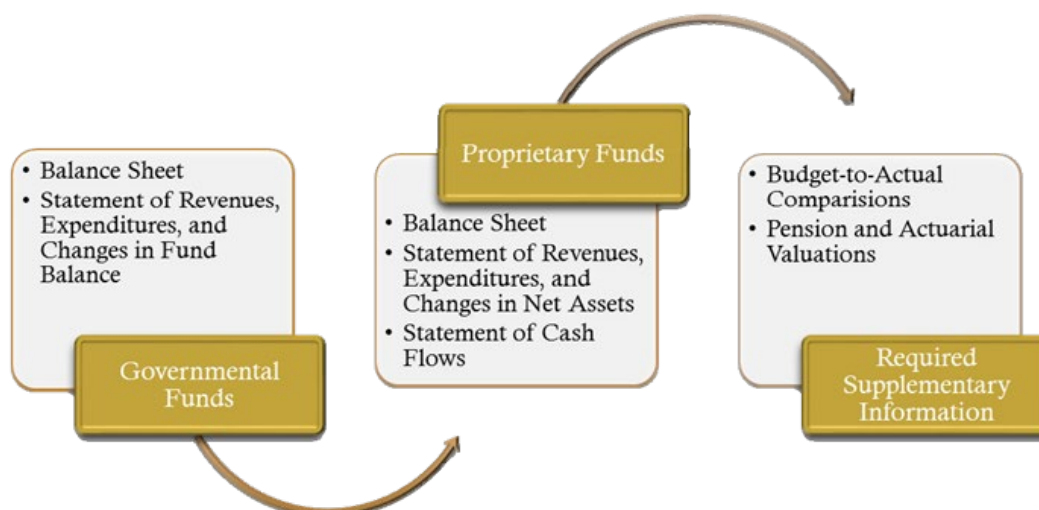 • Balance Sheet
• Statement of Revenues,
Expenditures, and
Changes in Fund
Balance
Governmental
Funds
Proprietary Funds
• Balance Sheet
• Statement of Revenues,
Expenditures, and
Changes in Net Assets
• Statement of Cash
Flows
• Budget-to-Actual
Comparisions
• Pension and Actuarial
Valuations
Required
Supplementary
Information